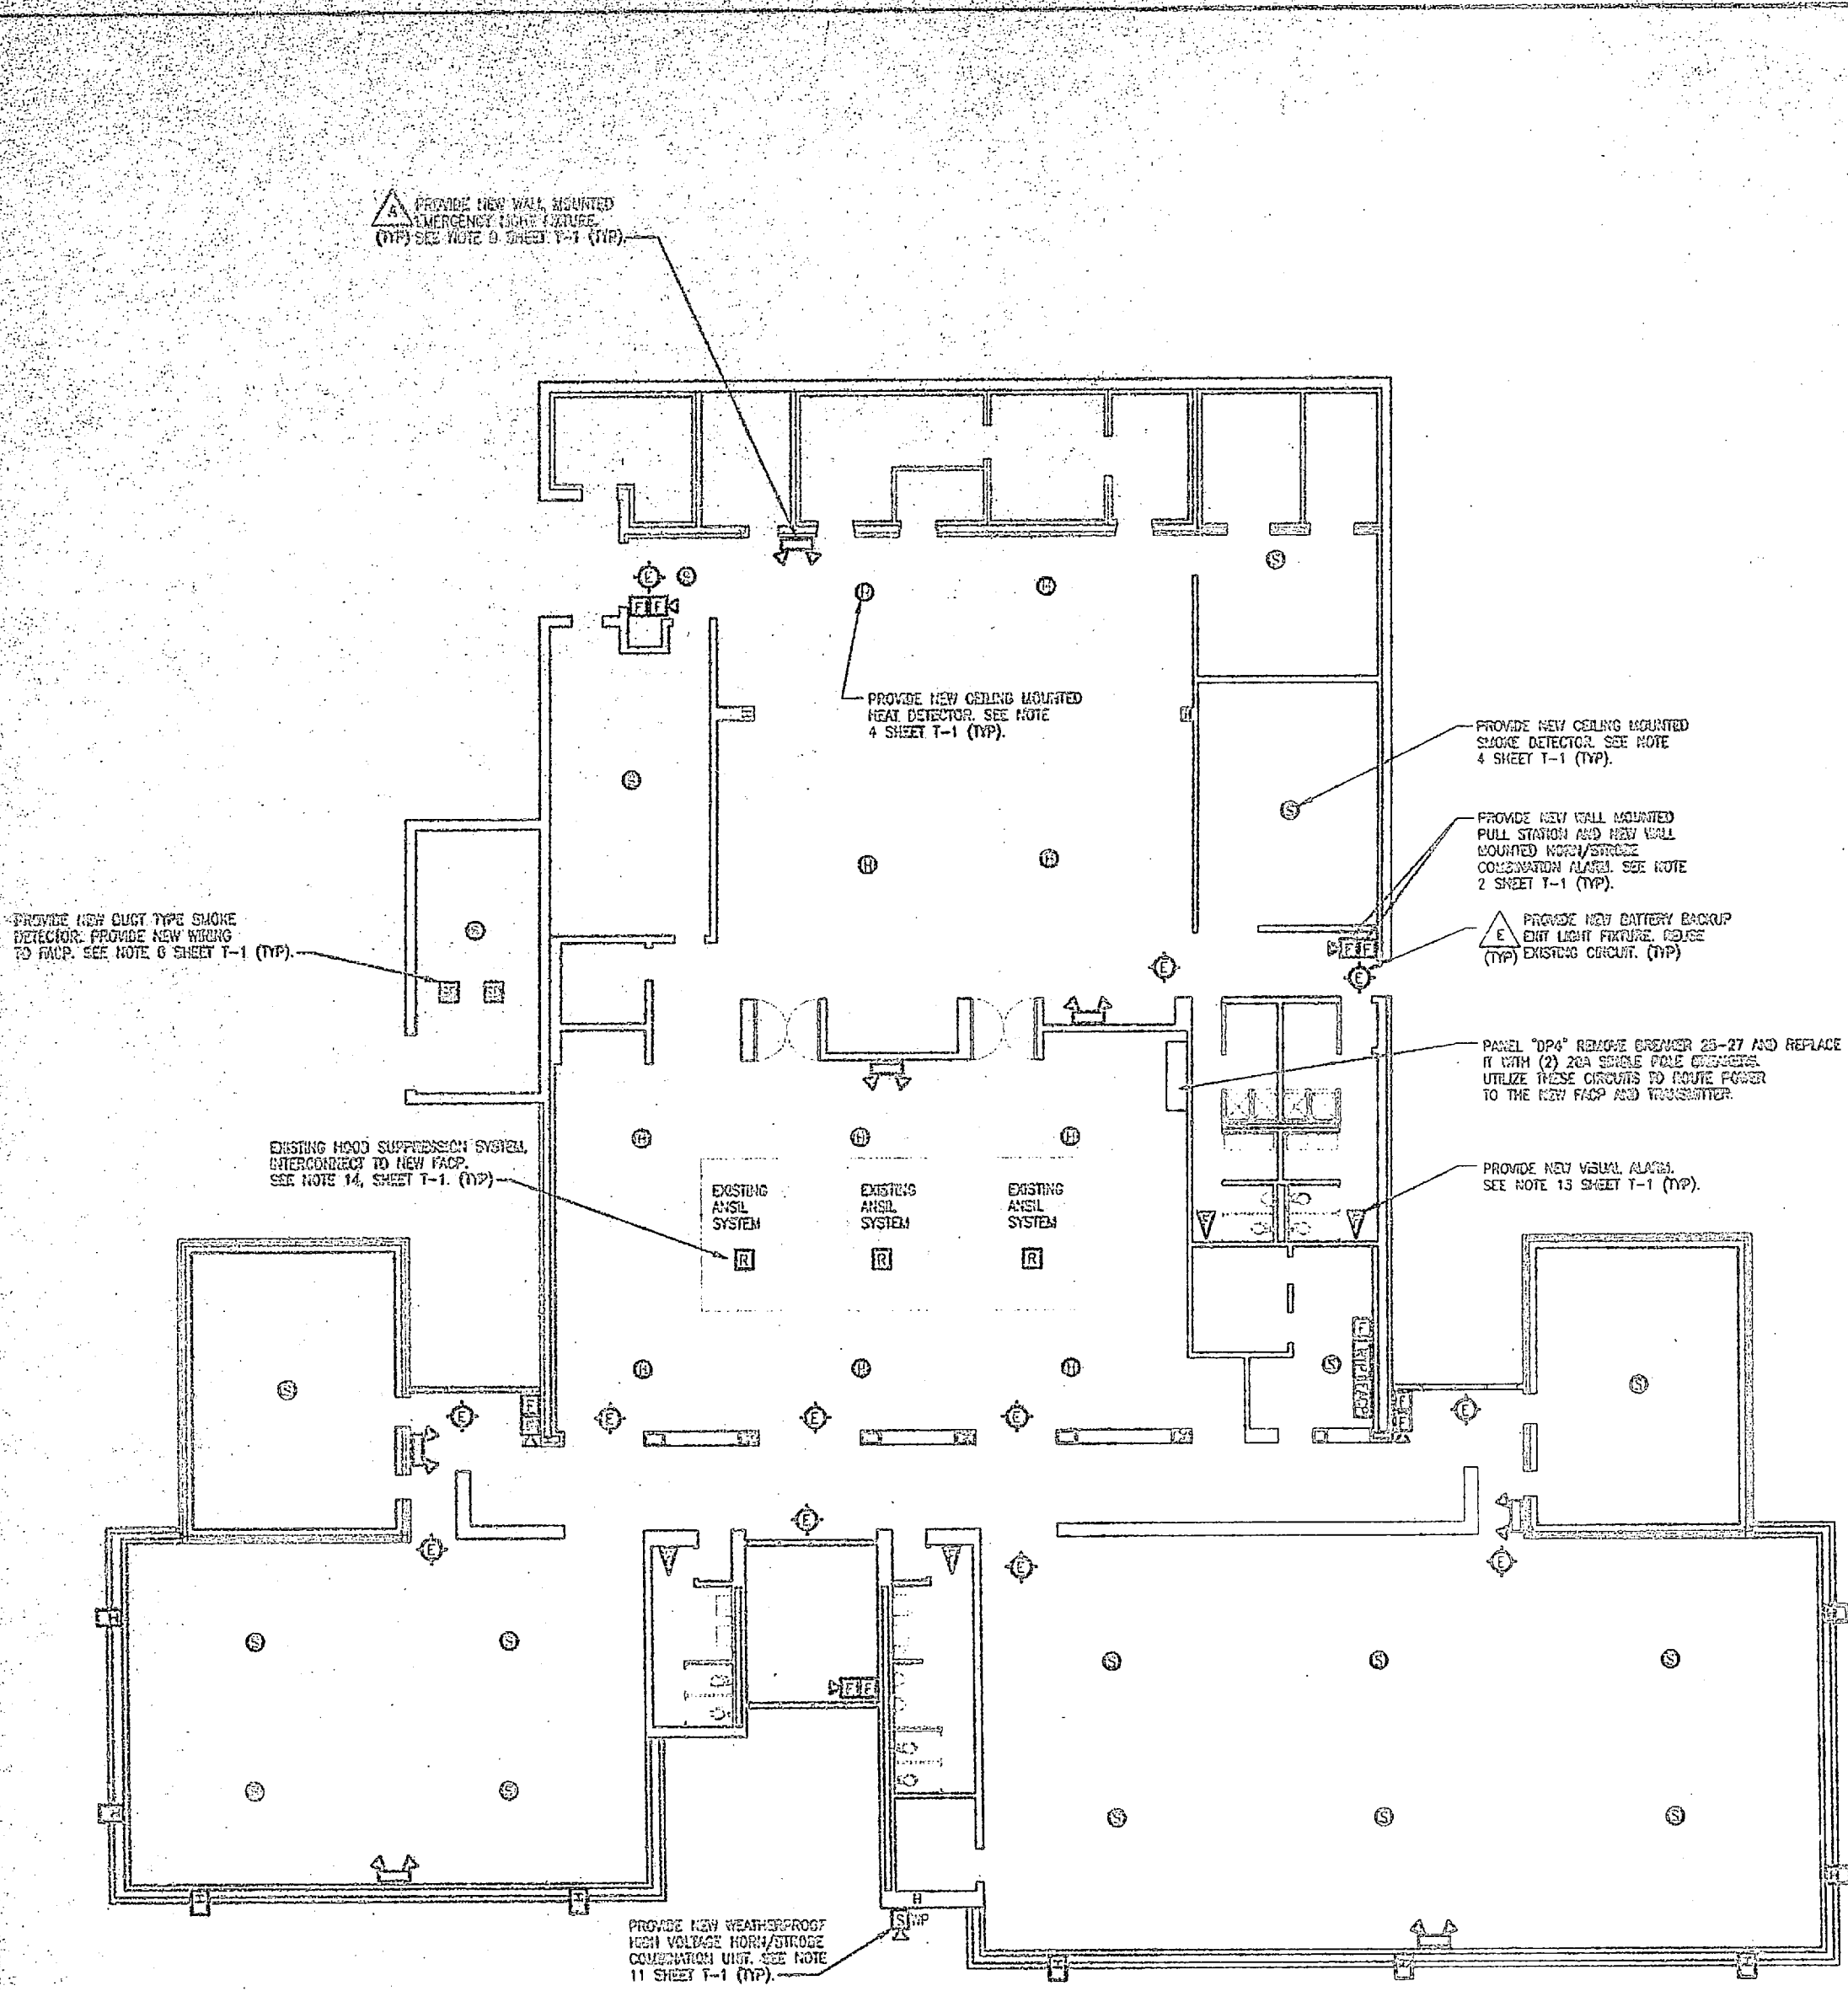 A
PROVIDE NEW WALL MOUNTED
EMERGENCY LIGHT FIXTURE.
(TYP) SEE NOTE 9 SHEET T-1 (TYP).
PROVIDE NEW CEILING MOUNTED
HEAT DETECTOR. SEE NOTE
4 SHEET T-1 (TYP).
PROVIDE NEW CEILING MOUNTED
SMOKE DETECTOR. SEE NOTE
4 SHEET T-1 (TYP).
PROVIDE NEW WALL MOUNTED
PULL STATION AND NEW WALL
MOUNTED HORN/STROBE
COMBINATION ALARM. SEE NOTE
2 SHEET T-1 (TYP).
PROVIDE NEW DUCT TYPE SMOKE
DETECTOR. PROVIDE NEW WIRING
TO FACP. SEE NOTE SHEET T-1 (TYP).
E
PROVIDE NEW BATTERY BACKUP
EXIT LIGHT FIXTURE. REUSE
(TYP) EXISTING CIRCUIT. (TYP)
PANEL "DP4" REMOVE BREAKER 25-27 AND REPLACE
IT WITH (2) 20A SINGLE POLE BREAKERS.
UTILIZE THESE CIRCUITS TO ROUTE POWER
TO THE NEW FACP AND TRANSMITTER.
EXISTING HOOD SUPPRESSION SYSTEM,
INTERCONNECT TO NEW FACP.
SEE NOTE 14, SHEET T-1. (TYP)
PROVIDE NEW VISUAL ALARM.
SEE NOTE 13 SHEET T-1 (TYP).
EXISTING
ANSIL
SYSTEM
EXISTING
ANSIL
SYSTEM
EXISTING
ANSIL
SYSTEM
R
R
R
H
S WP
PROVIDE NEW WEATHERPROOF
HIGH VOLTAGE HORN/STROBE
COMBINATION UNIT. SEE NOTE
11 SHEET T-1 (TYP).